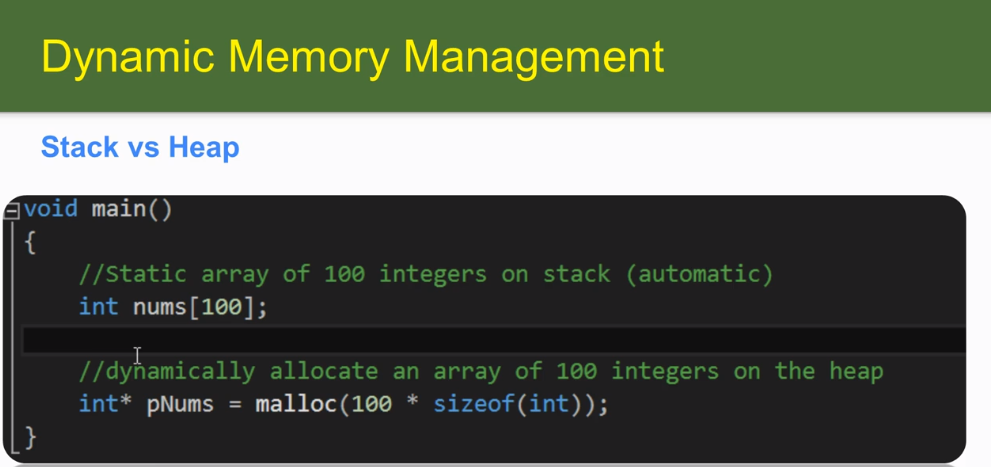 Dynamic Memory Management
Stack vs Heap
void main()
{
//Static array of 100 integers on stack (automatic)
int nums[100];
//dynamically allocate an array of 100 integers on the heap
int* pNums = malloc(100 * sizeof(int));
}